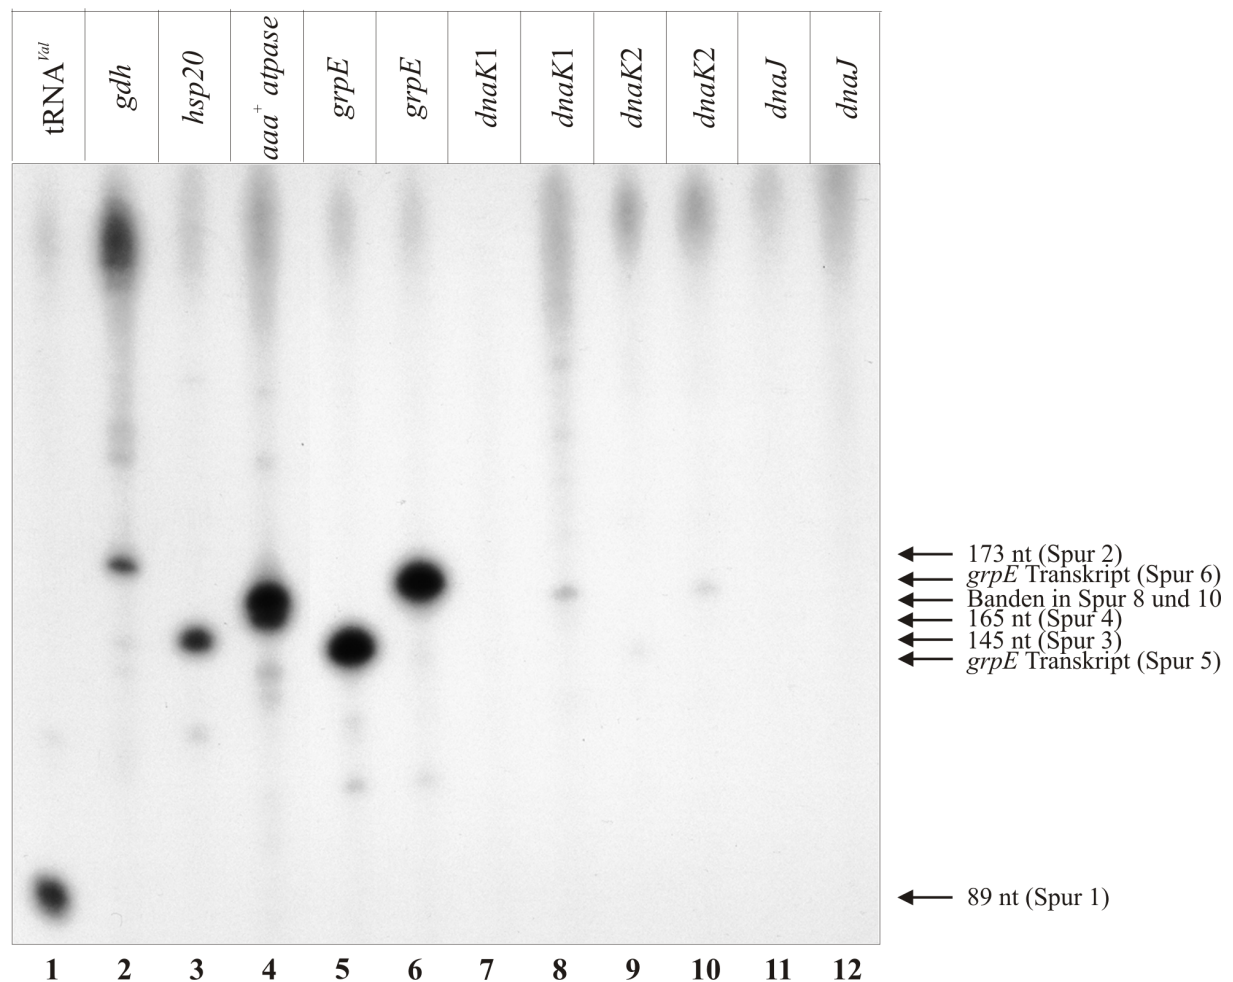 tRNA^Val
gdh
hsp20
aaa^+ atpase
grpE
grpE
dnaK1
dnaK1
dnaK2
dnaK2
dnaJ
dnaJ
173 nt (Spur 2)
grpE Transkript (Spur 6)
Banden in Spur 8 und 10
165 nt (Spur 4)
145 nt (Spur 3)
grpE Transkript (Spur 5)
89 nt (Spur 1)
1 2 3 4 5 6 7 8 9 10 11 12